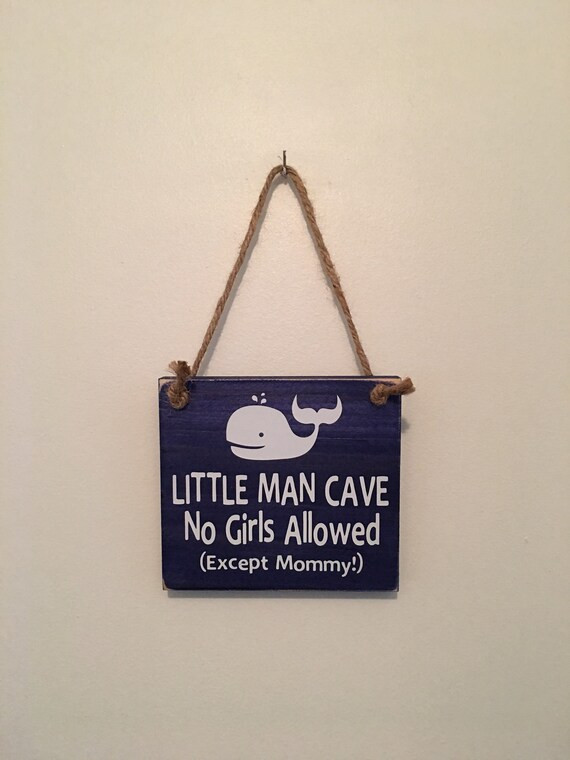 LITTLE MAN CAVE
No Girls Allowed
(Except Mommy!)